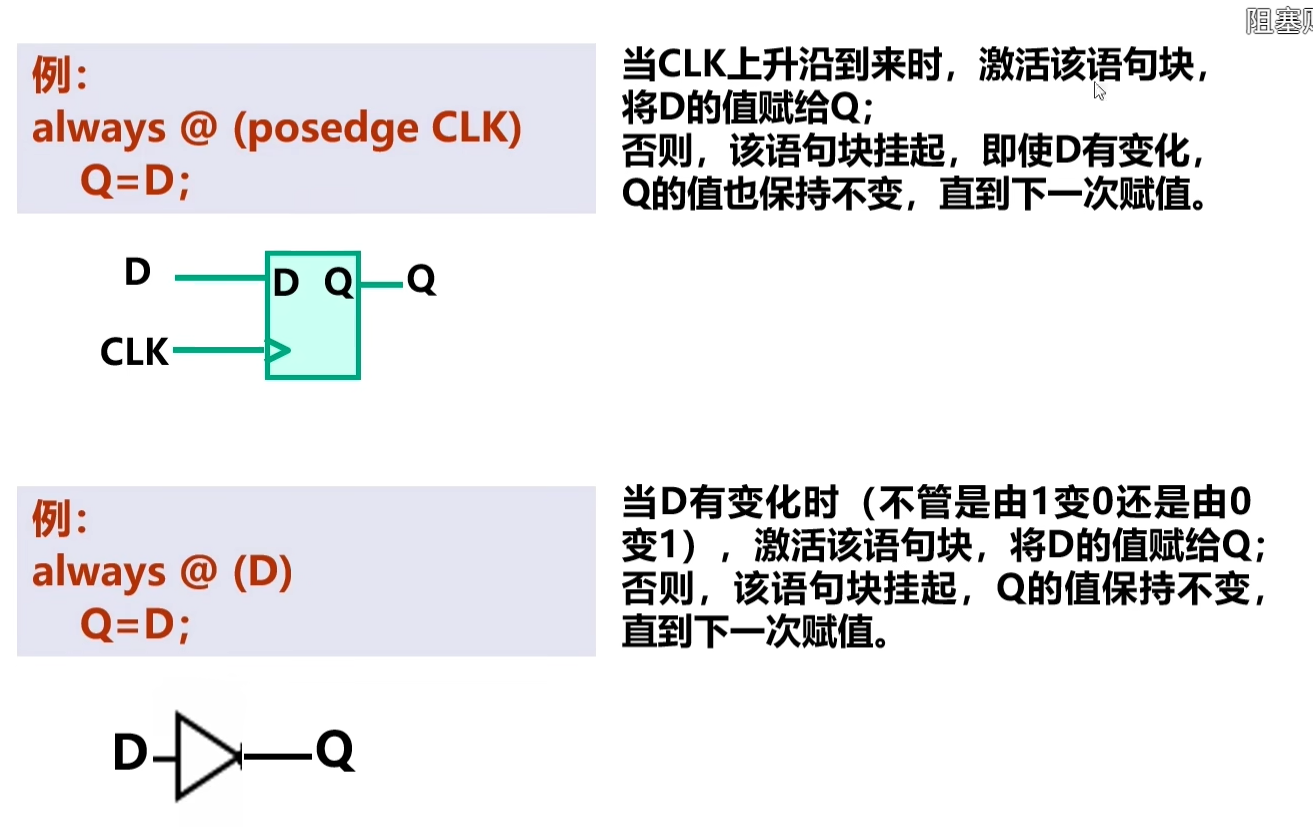 阻塞
例：
always @ (posedge CLK)
Q=D;
当CLK上升沿到来时，激活该语句块，
将D的值赋给Q；
否则，该语句块挂起，即使D有变化，
Q的值也保持不变，直到下一次赋值。
D
D Q
Q
CLK
例：
always @ (D)
Q=D;
当D有变化时（不管是由1变0还是由0
变1），激活该语句块，将D的值赋给Q；
否则，该语句块挂起，Q的值保持不变，
直到下一次赋值。
D
Q